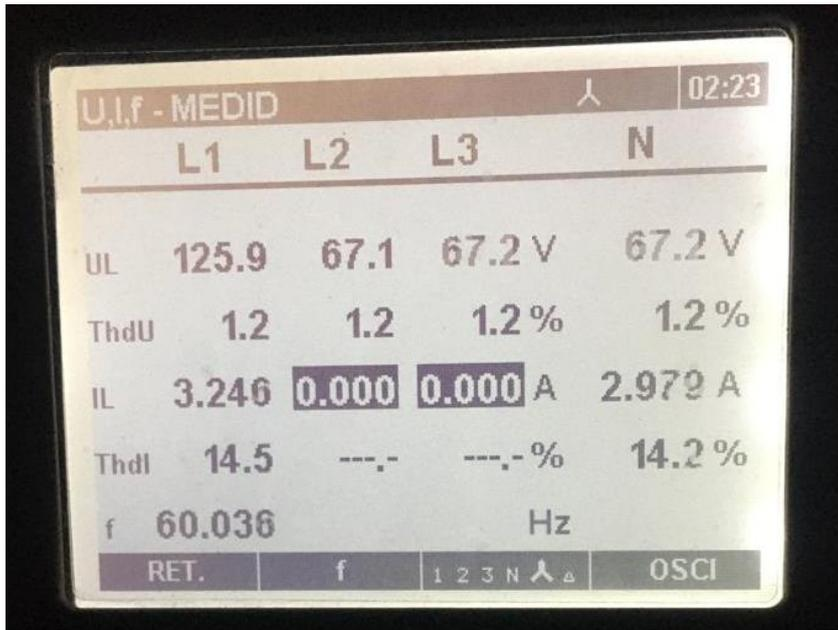 U,I,f - MEDID 02:23
L1 L2 L3 N
UL 125.9 67.1 67.2 V 67.2 V
ThdU 1.2 1.2 1.2 % 1.2 %
IL 3.246 0.000 0.000 A 2.979 A
ThdI 14.5 ---.- ---.- % 14.2 %
f 60.036 Hz
RET. f 1 2 3 N ⅄ △ OSCI